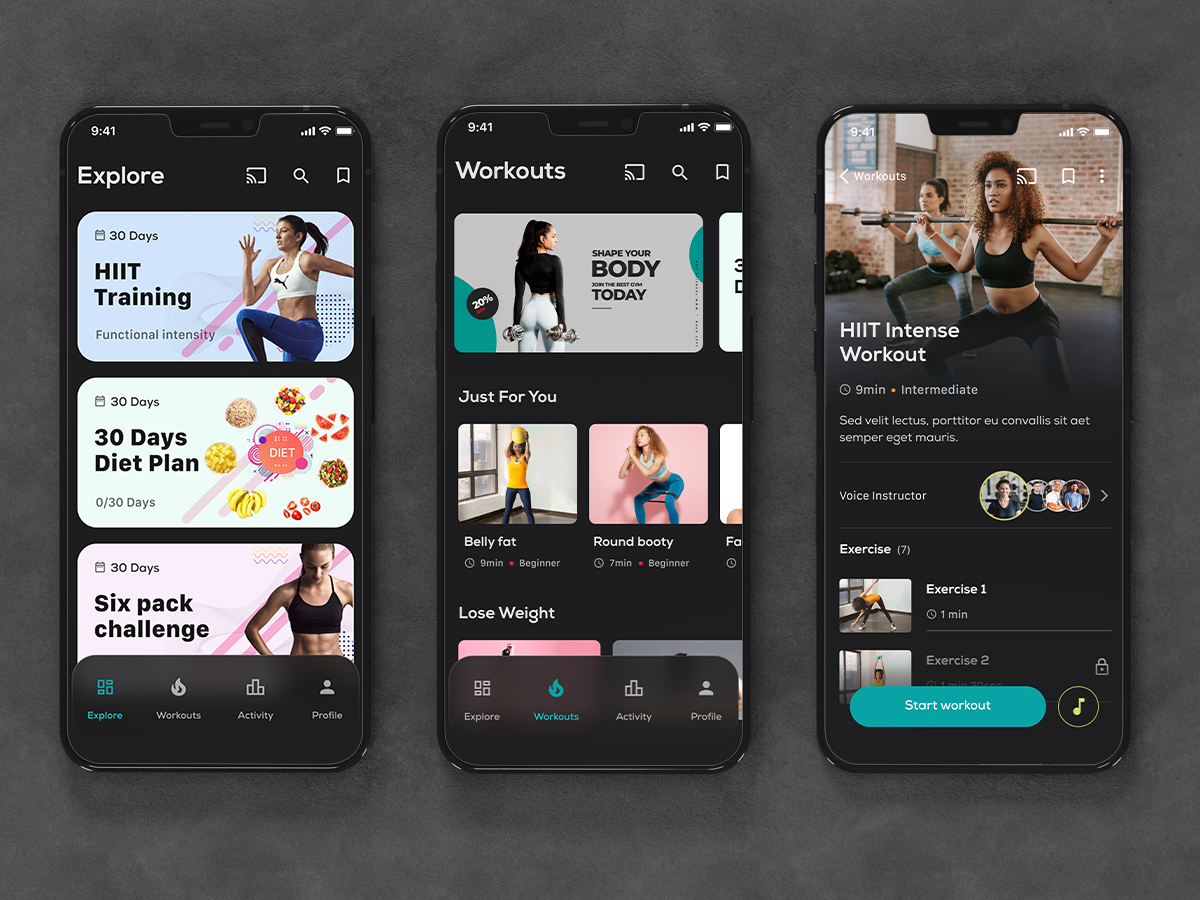 9:41
Explore
30 Days
HIIT
Training
Functional intensity
30 Days
30 Days
Diet Plan
0/30 Days
DIET
30 Days
Six pack
challenge
Explore
Workouts
Activity
Profile
9:41
Workouts
20%
OFF
SHAPE YOUR
BODY
JOIN THE BEST GYM
TODAY
Just For You
Belly fat
9min • Beginner
Round booty
7min • Beginner
Lose Weight
Explore
Workouts
Activity
Profile
9:41
Workouts
HIIT Intense
Workout
9min • Intermediate
Sed velit lectus, porttitor eu convallis sit aet
semper eget mauris.
Voice Instructor
Exercise (7)
Exercise 1
1 min
Exercise 2
1 min 20sec
Start workout